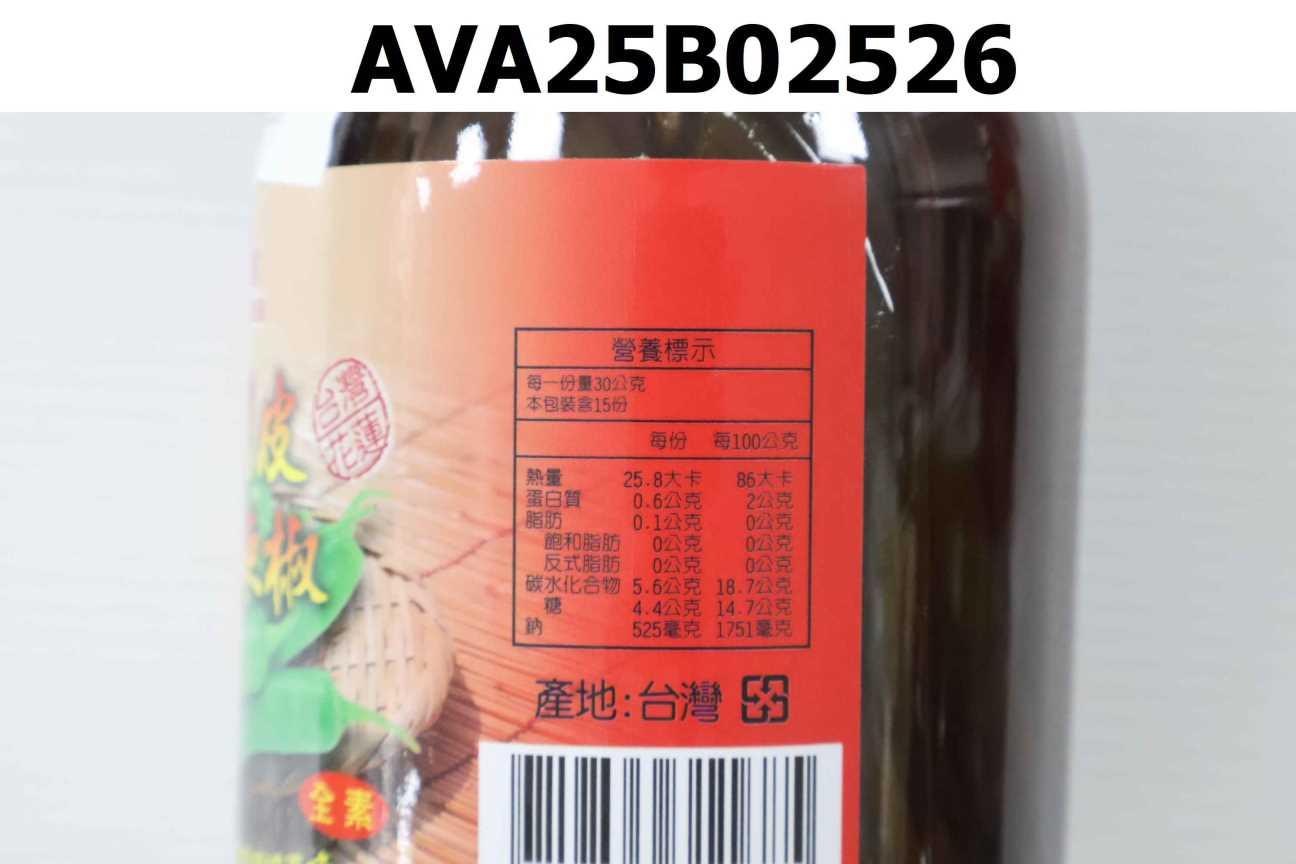 AVA25B02526
營養標示
每一份量30公克
本包裝含15份
每份 每100公克
熱量 25.8大卡 86大卡
蛋白質 0.6公克 2公克
脂肪 0.1公克 0公克
飽和脂肪 0公克 0公克
反式脂肪 0公克 0公克
碳水化合物 5.6公克 18.7公克
糖 4.4公克 14.7公克
鈉 525毫克 1751毫克
產地:台灣
台灣
花蓮
皮
椒
全素